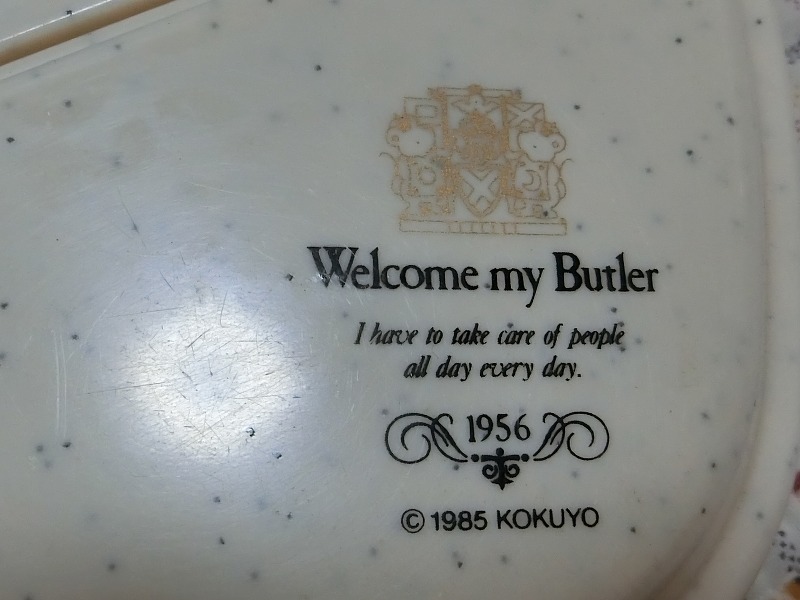 Welcome my Butler
I have to take care of people
all day every day.
1956
© 1985 KOKUYO